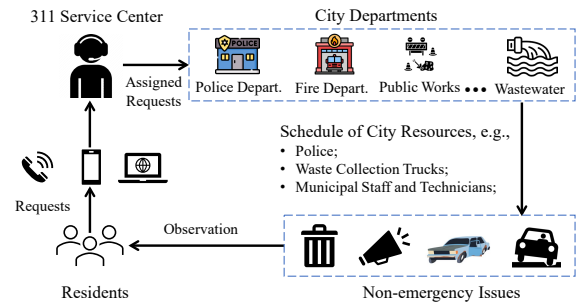 311 Service Center
City Departments
POLICE
Assigned
Requests
Police Depart.
Fire Depart.
Public Works
Wastewater
Schedule of City Resources, e.g.,
• Police;
• Waste Collection Trucks;
• Municipal Staff and Technicians;
Requests
Observation
Residents
Non-emergency Issues